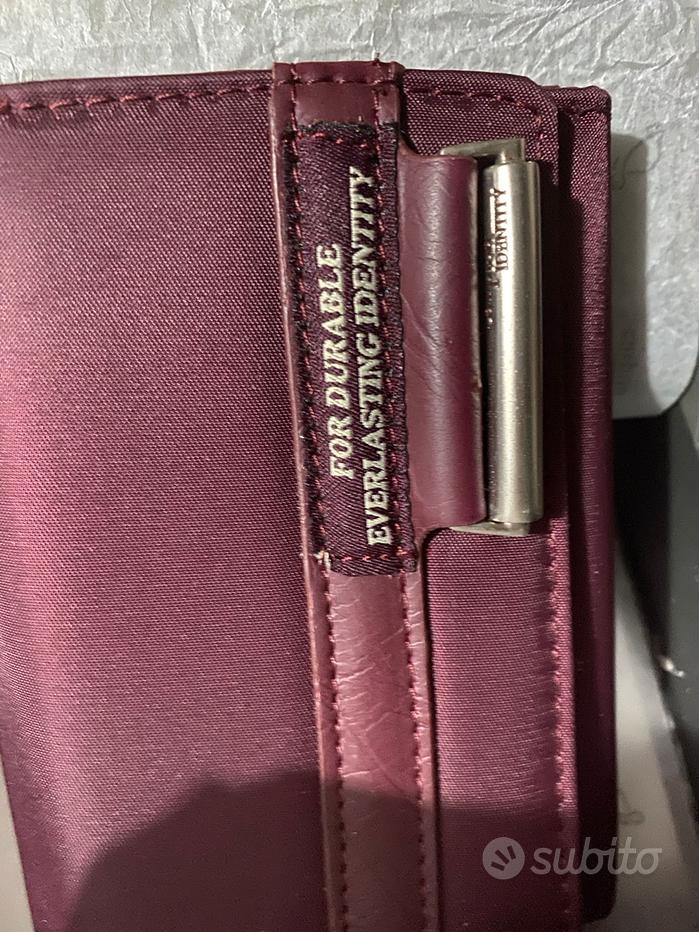 FOR DURABLE
EVERLASTING IDENTITY
IDENTITY
subito